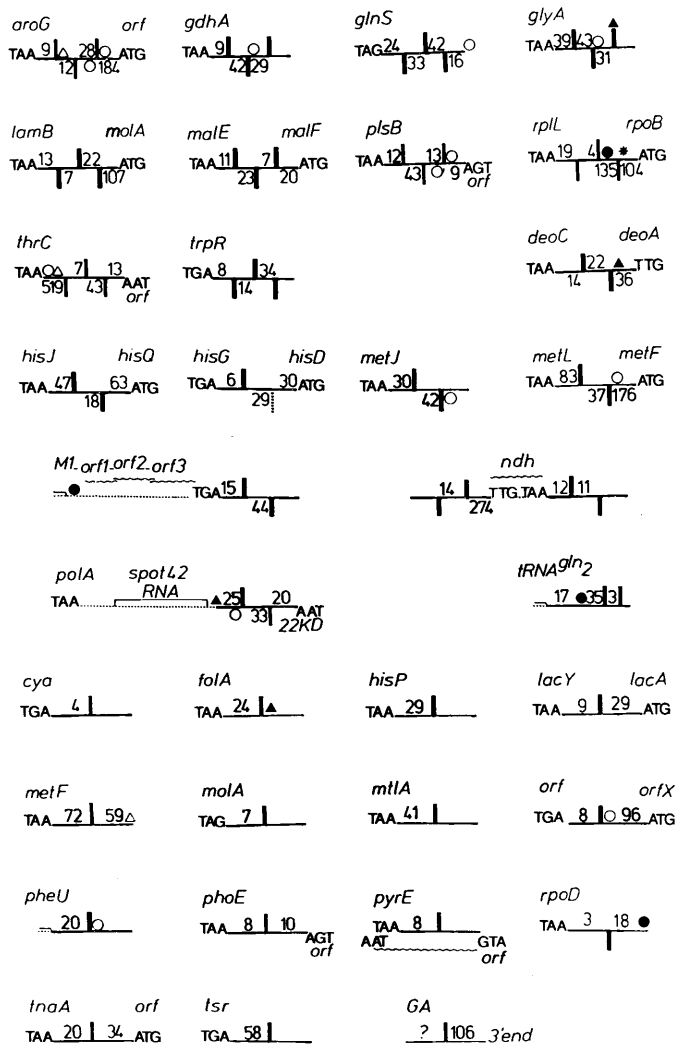 aroG orf gdhA glnS glyA
TAA 9 28 ATG TAA 9 TAG 24 42 TAA 39 43
12 184 42 29 33 16 31
lamB molA malE malF plsB rplL rpoB
TAA 13 22 ATG TAA 11 7 ATG TAA 12 13 AGT TAA 19 4 * ATG
7 107 23 20 43 9 orf 135 104
thrC trpR deoC deoA
TAA 7 13 AAT TGA 8 34 TAA 22 TTG
519 43 orf 14 14 36
hisJ hisQ hisG hisD metJ metL metF
TAA 47 63 ATG TGA 6 30 ATG TAA 30 TAA 83 ATG
18 29 42 37 176
M1-orf1-orf2-orf3 ndh
TGA 15 14 TTG TAA 12 11
44 274
polA spot42 RNA tRNA gln2
TAA 25 20 AAT 17 35 3
33 22KD
cya folA hisP lacY lacA
TGA 4 TAA 24 TAA 29 TAA 9 29 ATG
metF molA mtlA orf orfX
TAA 72 59 TAG 7 TAA 41 TGA 8 96 ATG
pheU phoE pyrE rpoD
20 TAA 8 10 AGT TAA 8 TAA 3 18
orf AAT GTA orf
tnaA orf tsr GA
TAA 20 34 ATG TGA 58 ? 106 3'end